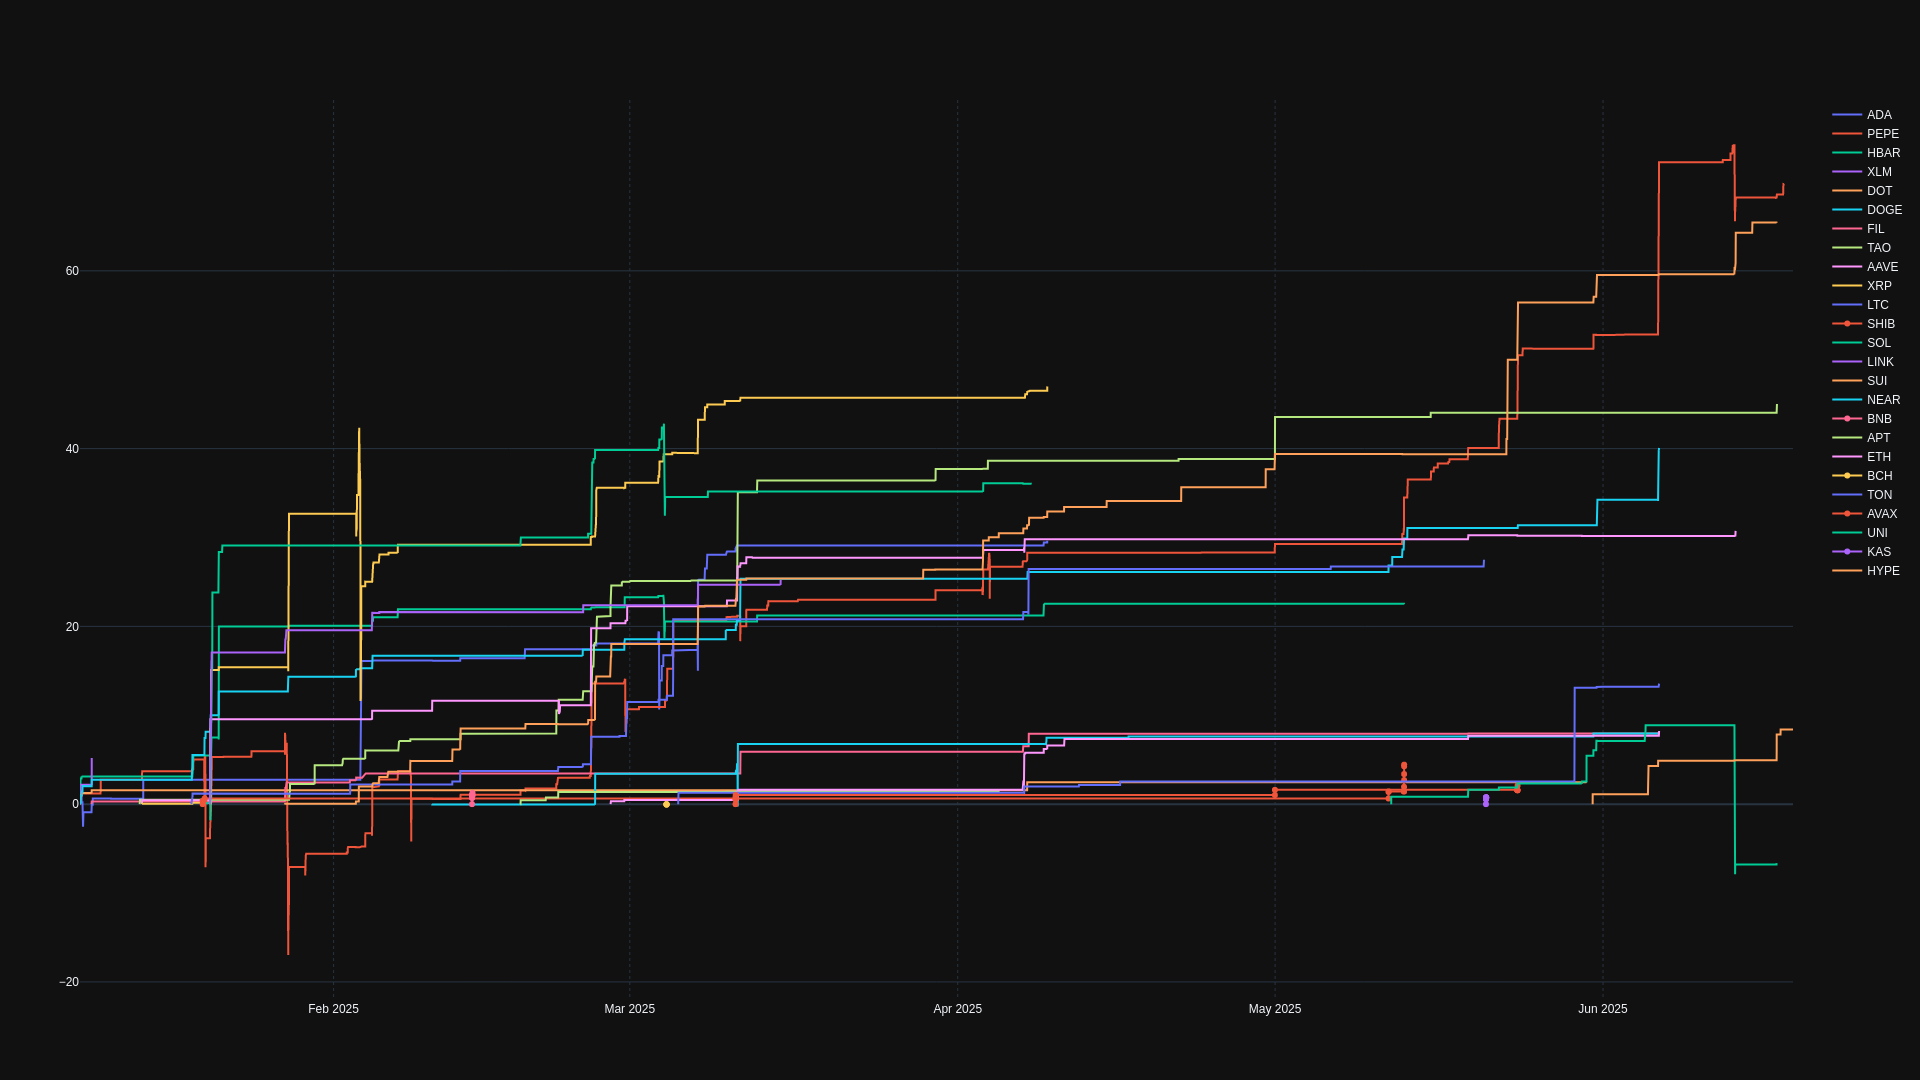 60
40
20
0
−20
Feb 2025
Mar 2025
Apr 2025
May 2025
Jun 2025
ADA
PEPE
HBAR
XLM
DOT
DOGE
FIL
TAO
AAVE
XRP
LTC
SHIB
SOL
LINK
SUI
NEAR
BNB
APT
ETH
BCH
TON
AVAX
UNI
KAS
HYPE